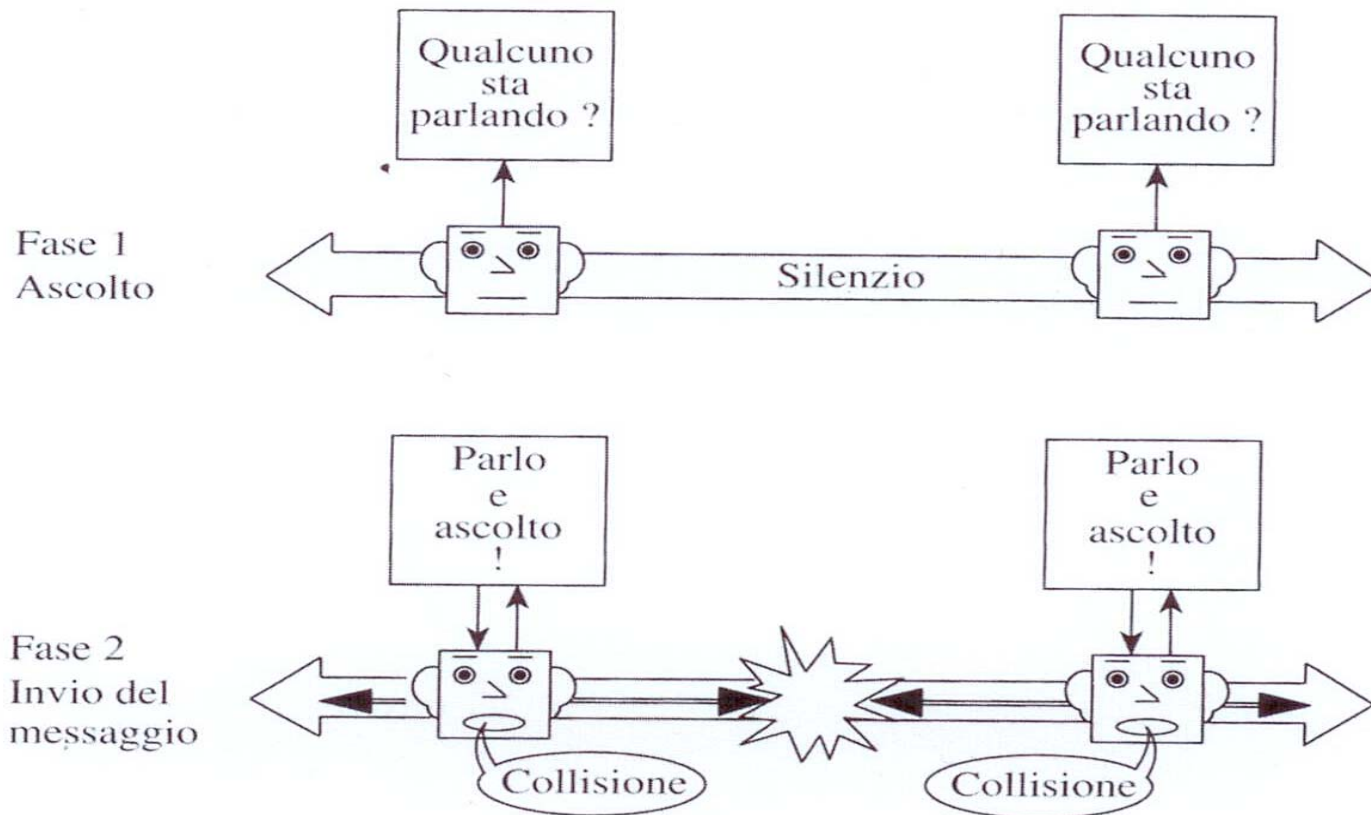 Qualcuno
sta
parlando ?
Qualcuno
sta
parlando ?
Fase 1
Ascolto
Silenzio
Parlo
e
ascolto
!
Parlo
e
ascolto
!
Fase 2
Invio del
messaggio
Collisione
Collisione